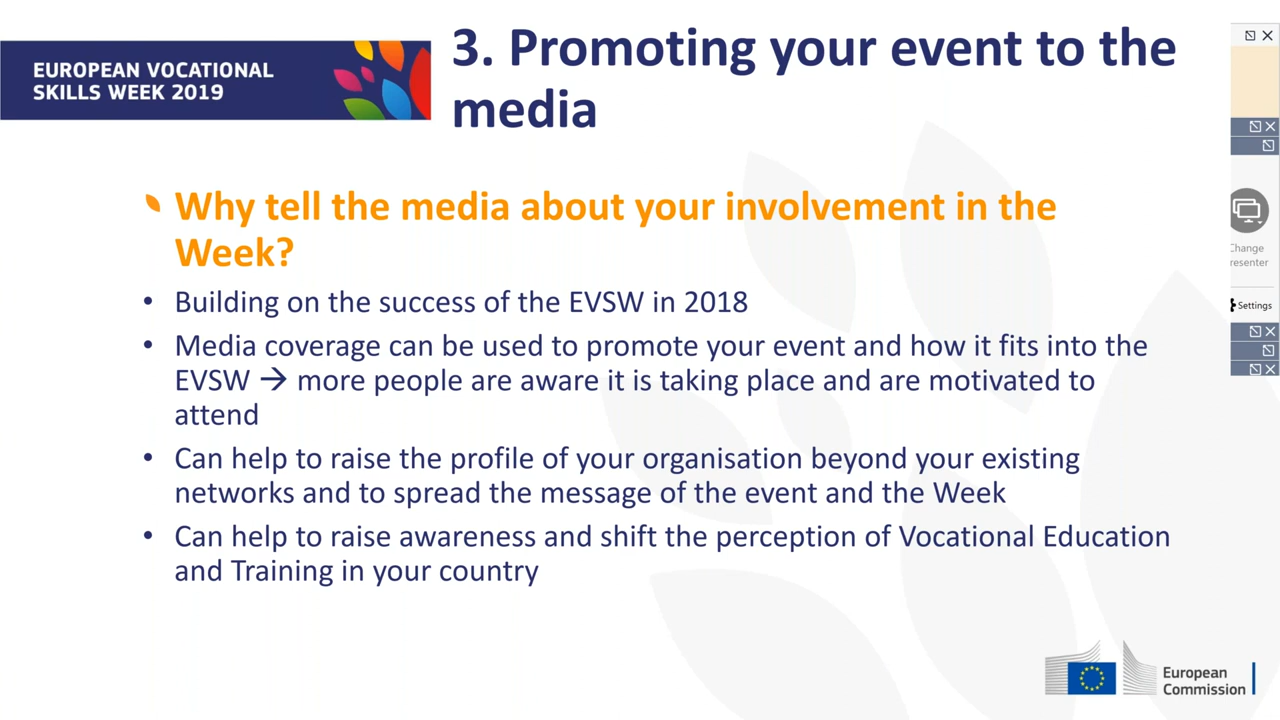 3. Promoting your event to the
media
EUROPEAN VOCATIONAL
SKILLS WEEK 2019
Why tell the media about your involvement in the
Week?
• Building on the success of the EVSW in 2018
• Media coverage can be used to promote your event and how it fits into the
EVSW → more people are aware it is taking place and are motivated to
attend
• Can help to raise the profile of your organisation beyond your existing
networks and to spread the message of the event and the Week
• Can help to raise awareness and shift the perception of Vocational Education
and Training in your country
Change
resenter
Settings
European
Commission